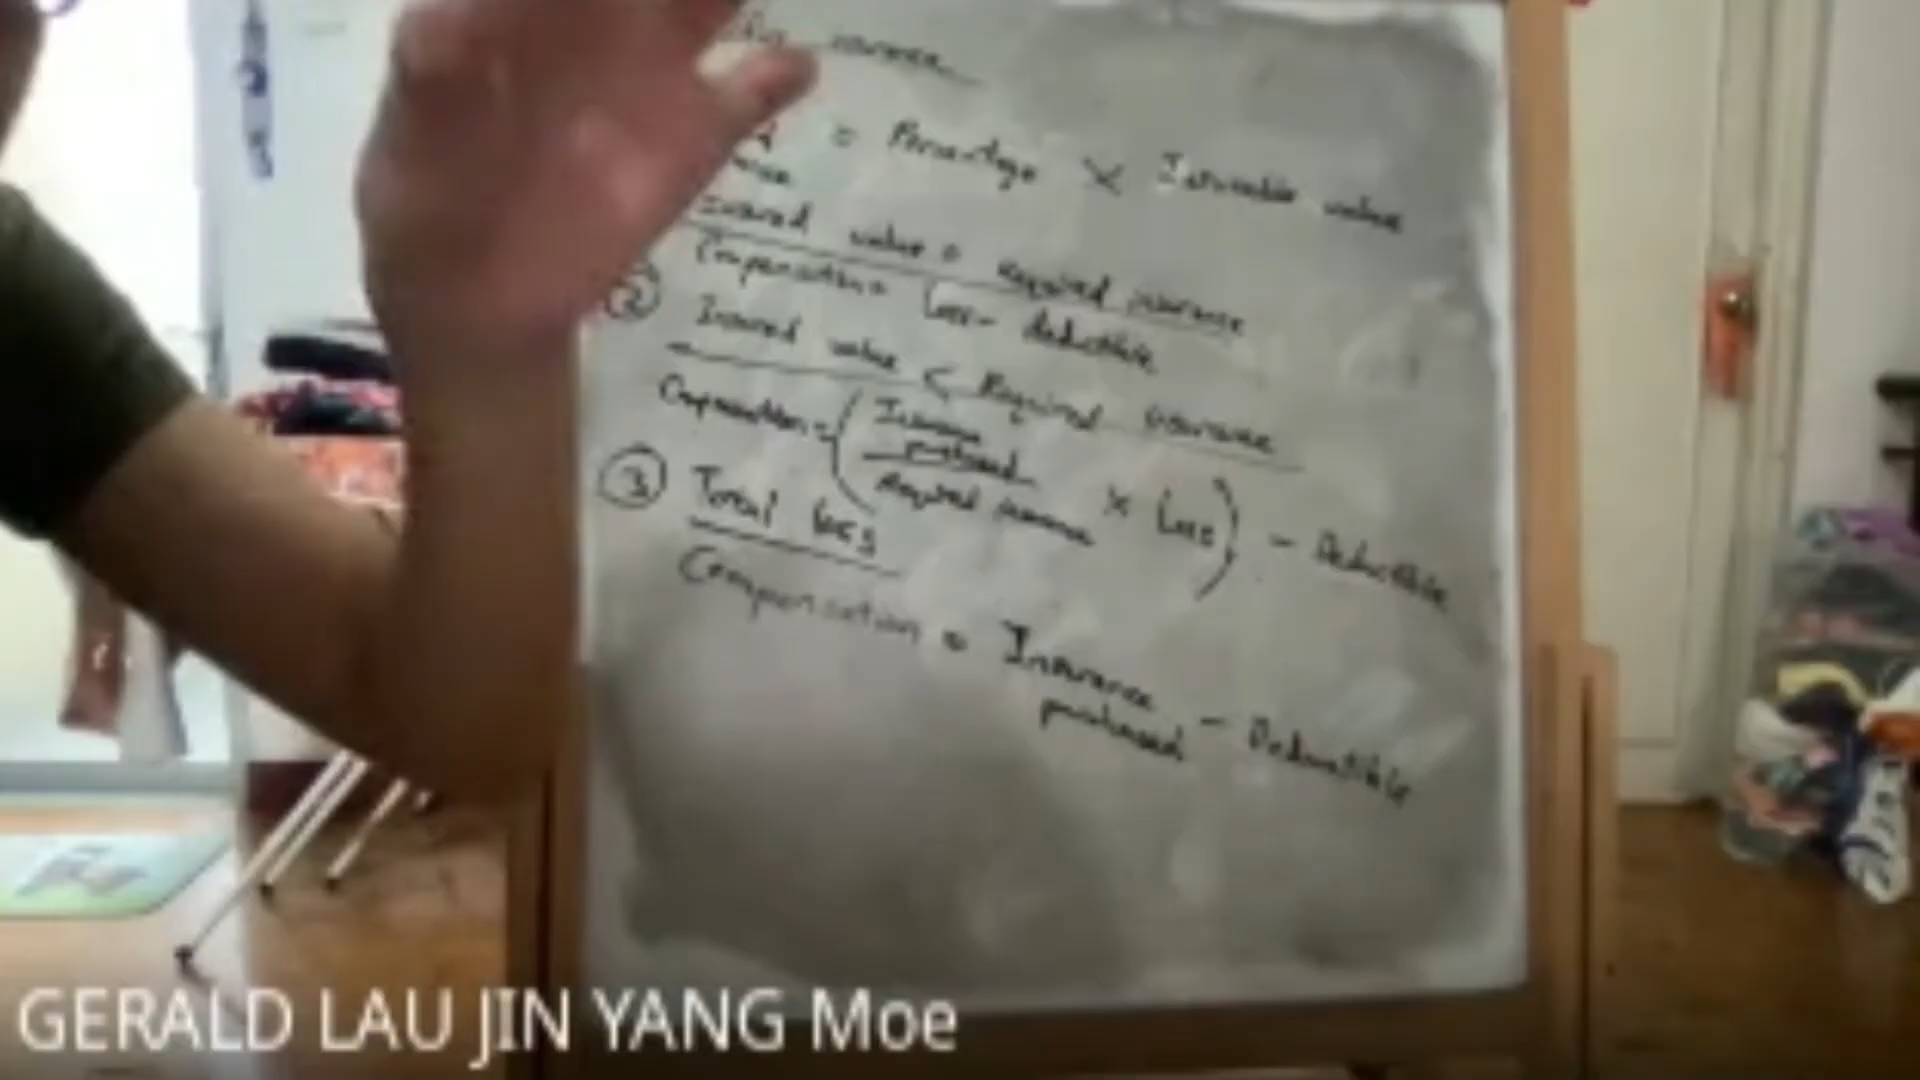 insurance
= Percentage × Insurable value
Insured value = required insurance
Compensation = Loss - deductible
② Insured value < Required insurance
Compensation = ( Insurance purchased
Required insurance × Loss ) - Deductible
③ Total loss
Compensation = Insurance purchased - Deductible
GERALD LAU JIN YANG Moe